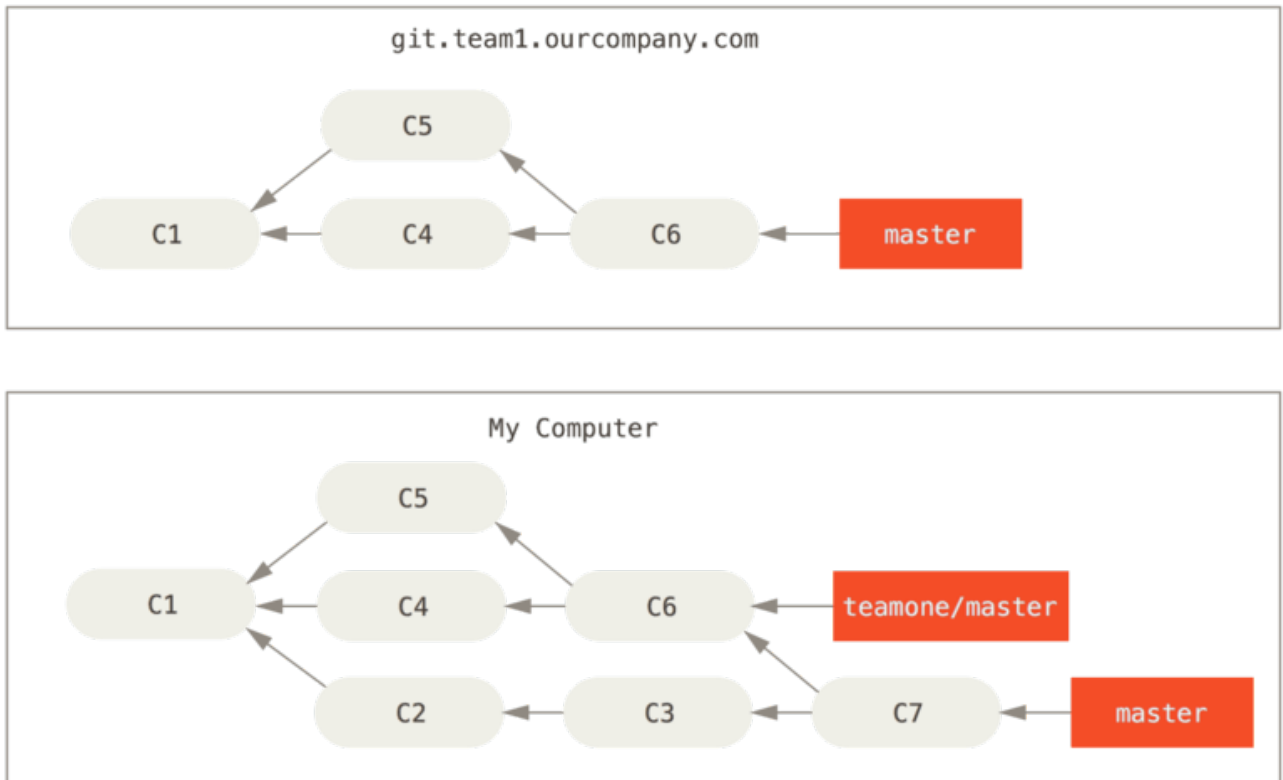 git.team1.ourcompany.com
C5
C1
C4
C6
master
My Computer
C5
C1
C4
C6
teamone/master
C2
C3
C7
master